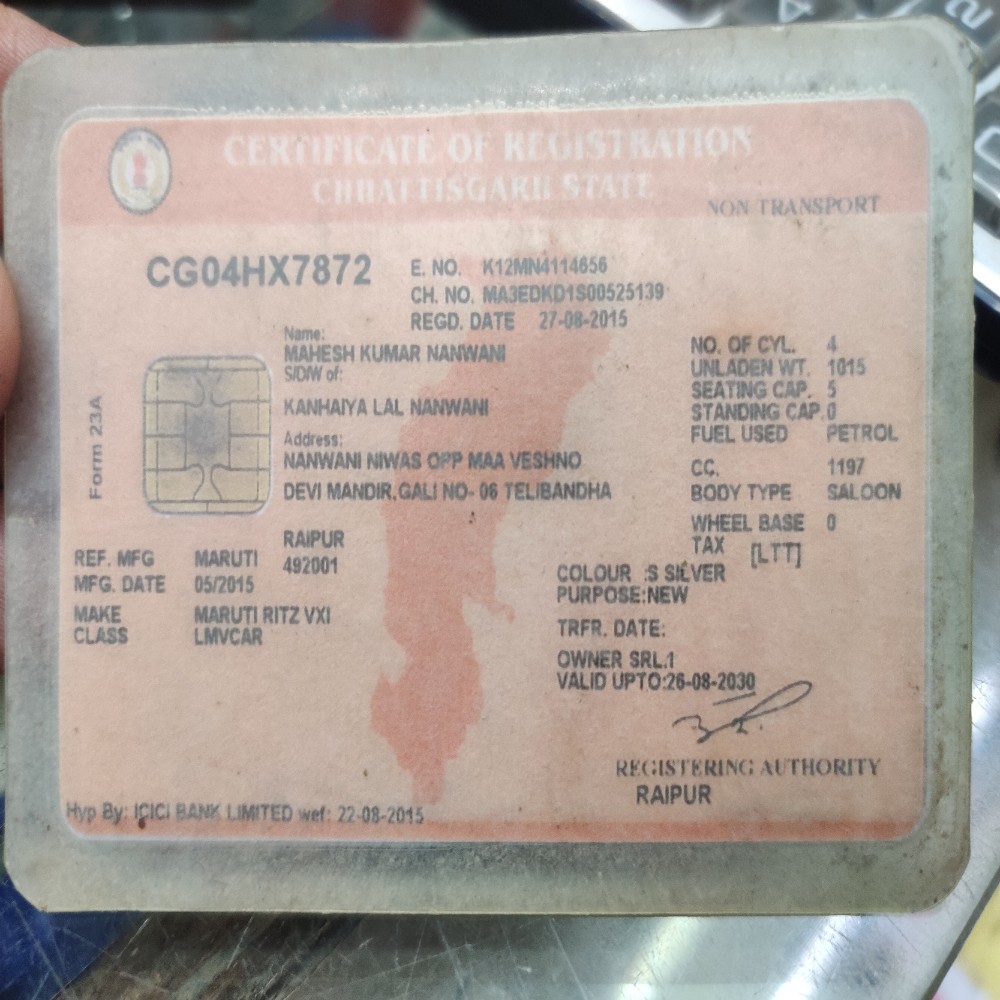 CERTIFICATE OF REGISTRATION
CHHATTISGARH STATE
NON TRANSPORT
CG04HX7872
E. NO. K12MN4114656
CH. NO. MA3EDKD1S00525139
REGD. DATE 27-08-2015
Form 23A
Name:
MAHESH KUMAR NANWANI
S/D/W of:
KANHAIYA LAL NANWANI
Address:
NANWANI NIWAS OPP MAA VESHNO
DEVI MANDIR,GALI NO- 06 TELIBANDHA
RAIPUR
492001
NO. OF CYL. 4
UNLADEN WT. 1015
SEATING CAP. 5
STANDING CAP.0
FUEL USED PETROL
CC. 1197
BODY TYPE SALOON
WHEEL BASE 0
TAX [LTT]
REF. MFG MARUTI
MFG. DATE 05/2015
MAKE MARUTI RITZ VXI
CLASS LMVCAR
COLOUR :S SILVER
PURPOSE:NEW
TRFR. DATE:
OWNER SRL.1
VALID UPTO:26-08-2030
REGISTERING AUTHORITY
RAIPUR
Hyp By: ICICI BANK LIMITED wef: 22-08-2015